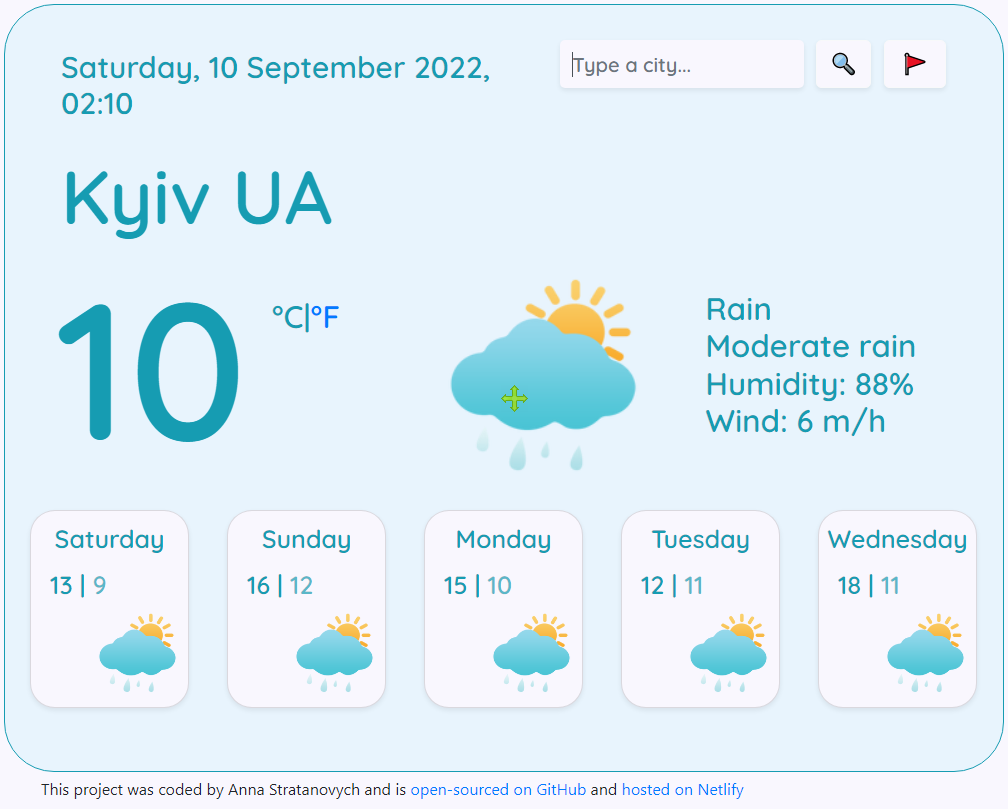 Saturday, 10 September 2022,
02:10
Type a city...
Kyiv UA
10 °C|°F
Rain
Moderate rain
Humidity: 88%
Wind: 6 m/h
Saturday
13 | 9
Sunday
16 | 12
Monday
15 | 10
Tuesday
12 | 11
Wednesday
18 | 11
This project was coded by Anna Stratanovych and is open-sourced on GitHub and hosted on Netlify